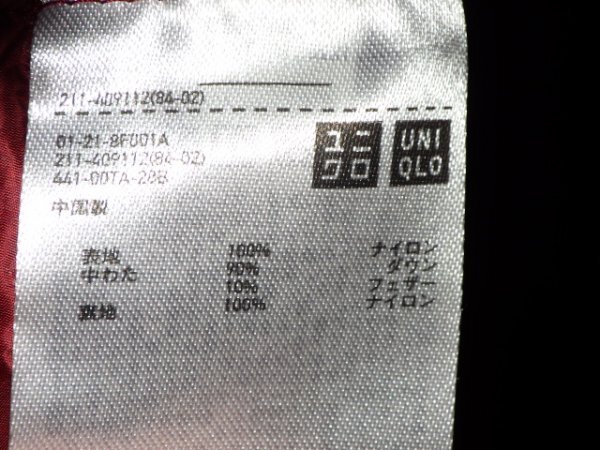 211-409112(84-02)
01-21-8F001A
211-409112(84-02)
441-00TA-20B
中国製
ユニ
クロ
UNI
QLO
表地 100% ナイロン
中わた 90% ダウン
10% フェザー
裏地 100% ナイロン